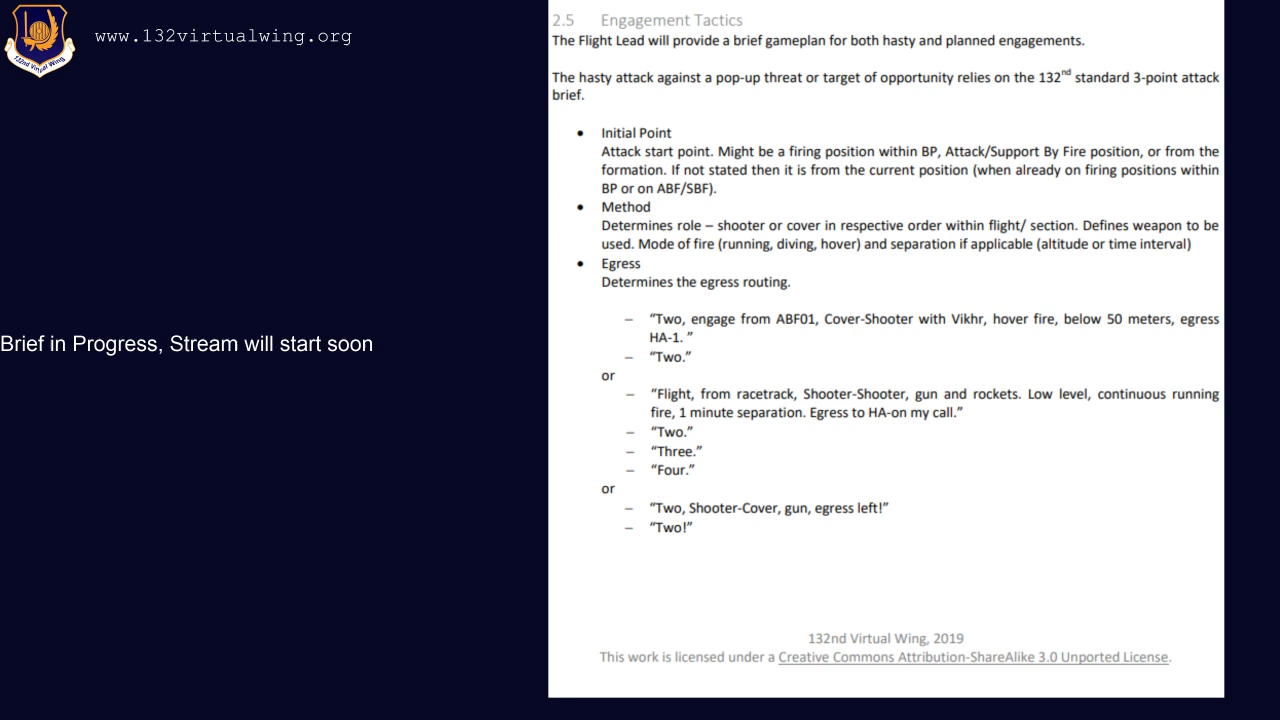 www.132virtualwing.org
132nd Virtual Wing
Brief in Progress, Stream will start soon
2.5 Engagement Tactics
The Flight Lead will provide a brief gameplan for both hasty and planned engagements.
The hasty attack against a pop-up threat or target of opportunity relies on the 132nd standard 3-point attack
brief.
• Initial Point
Attack start point. Might be a firing position within BP, Attack/Support By Fire position, or from the
formation. If not stated then it is from the current position (when already on firing positions within
BP or on ABF/SBF).
• Method
Determines role – shooter or cover in respective order within flight/ section. Defines weapon to be
used. Mode of fire (running, diving, hover) and separation if applicable (altitude or time interval)
• Egress
Determines the egress routing.
– “Two, engage from ABF01, Cover-Shooter with Vikhr, hover fire, below 50 meters, egress
HA-1. ”
– “Two.”
or
– “Flight, from racetrack, Shooter-Shooter, gun and rockets. Low level, continuous running
fire, 1 minute separation. Egress to HA-on my call.”
– “Two.”
– “Three.”
– “Four.”
or
– “Two, Shooter-Cover, gun, egress left!”
– “Two!”
132nd Virtual Wing, 2019
This work is licensed under a Creative Commons Attribution-ShareAlike 3.0 Unported License.